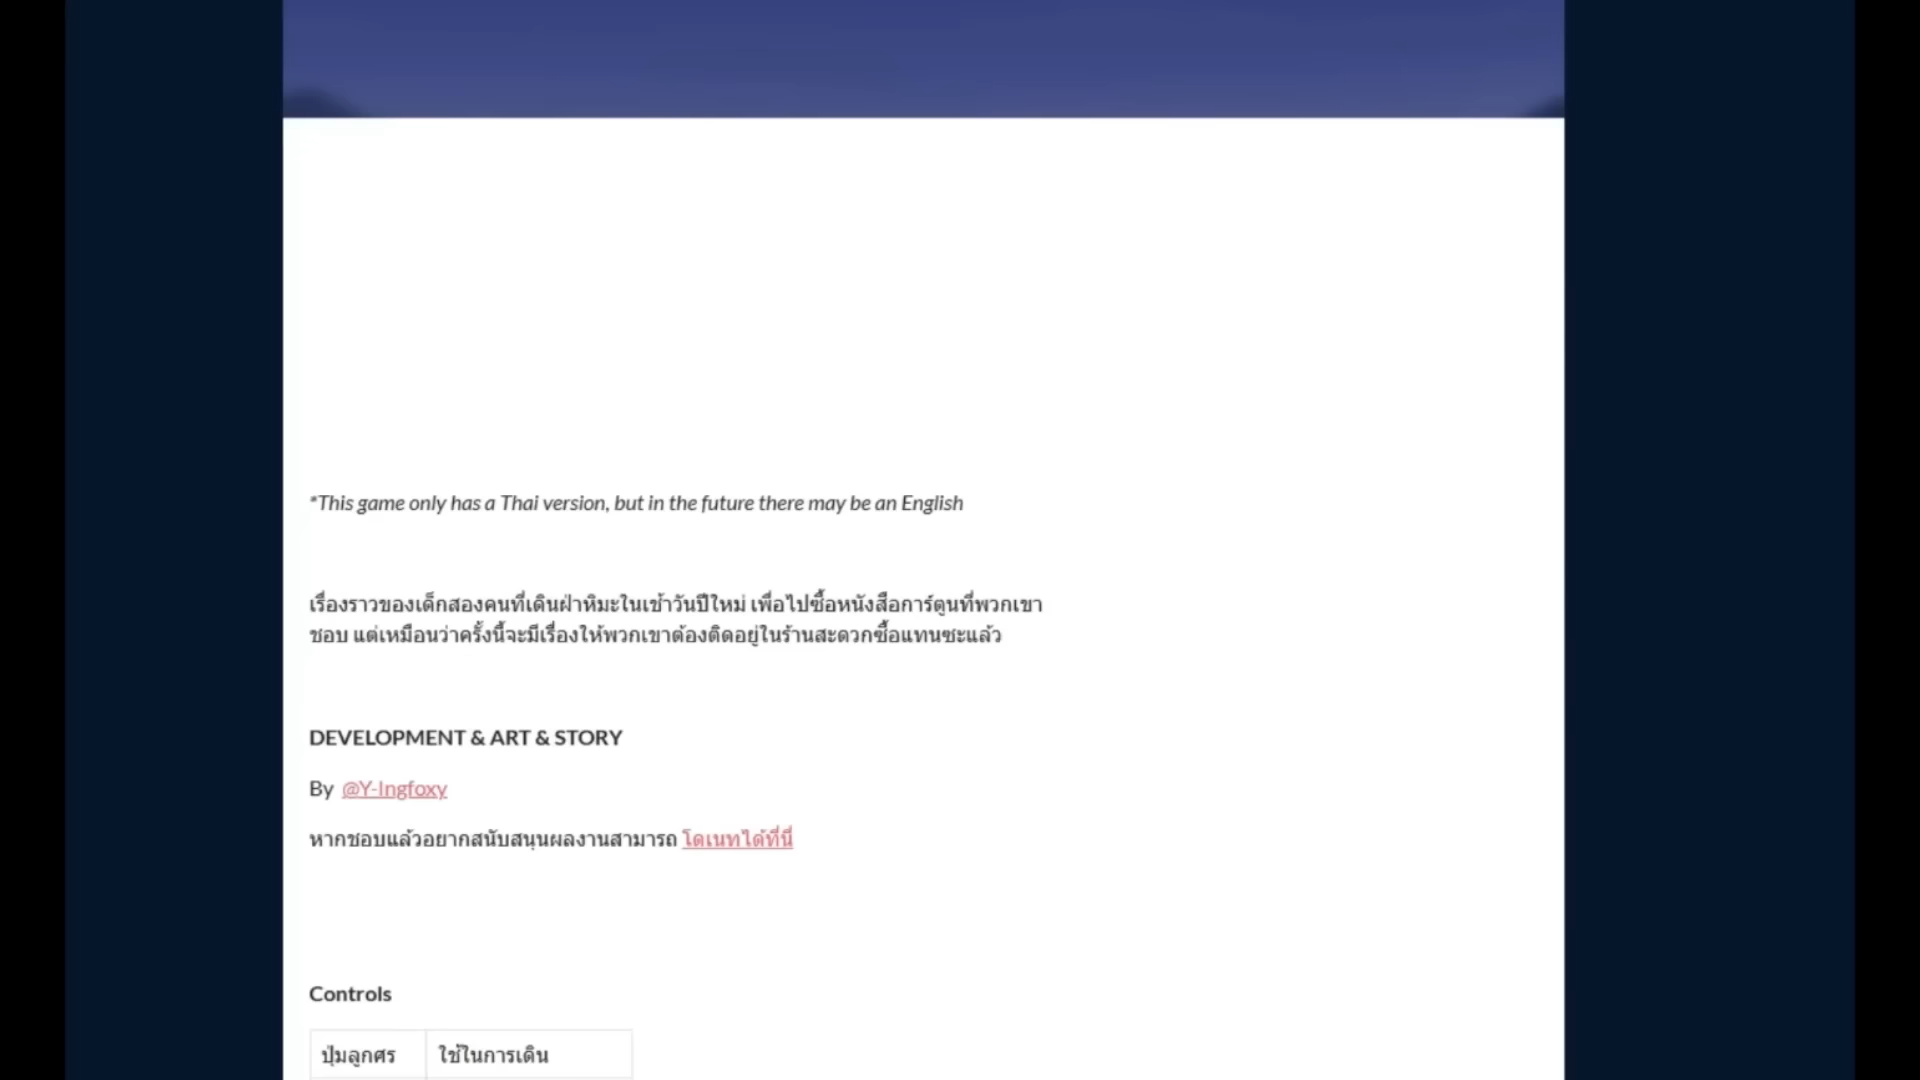 *This game only has a Thai version, but in the future there may be an English
เรื่องราวของเด็กสองคนที่เดินฝ่าหิมะในเช้าวันปีใหม่ เพื่อไปซื้อหนังสือการ์ตูนที่พวกเขา
ชอบ แต่เหมือนว่าครั้งนี้จะมีเรื่องให้พวกเขาต้องติดอยู่ในร้านสะดวกซื้อแทนซะแล้ว
DEVELOPMENT & ART & STORY
By @Y-Ingfoxy
หากชอบแล้วอยากสนับสนุนผลงานสามารถ โดเนทได้ที่นี่
Controls
ปุ่มลูกศร ใช้ในการเดิน